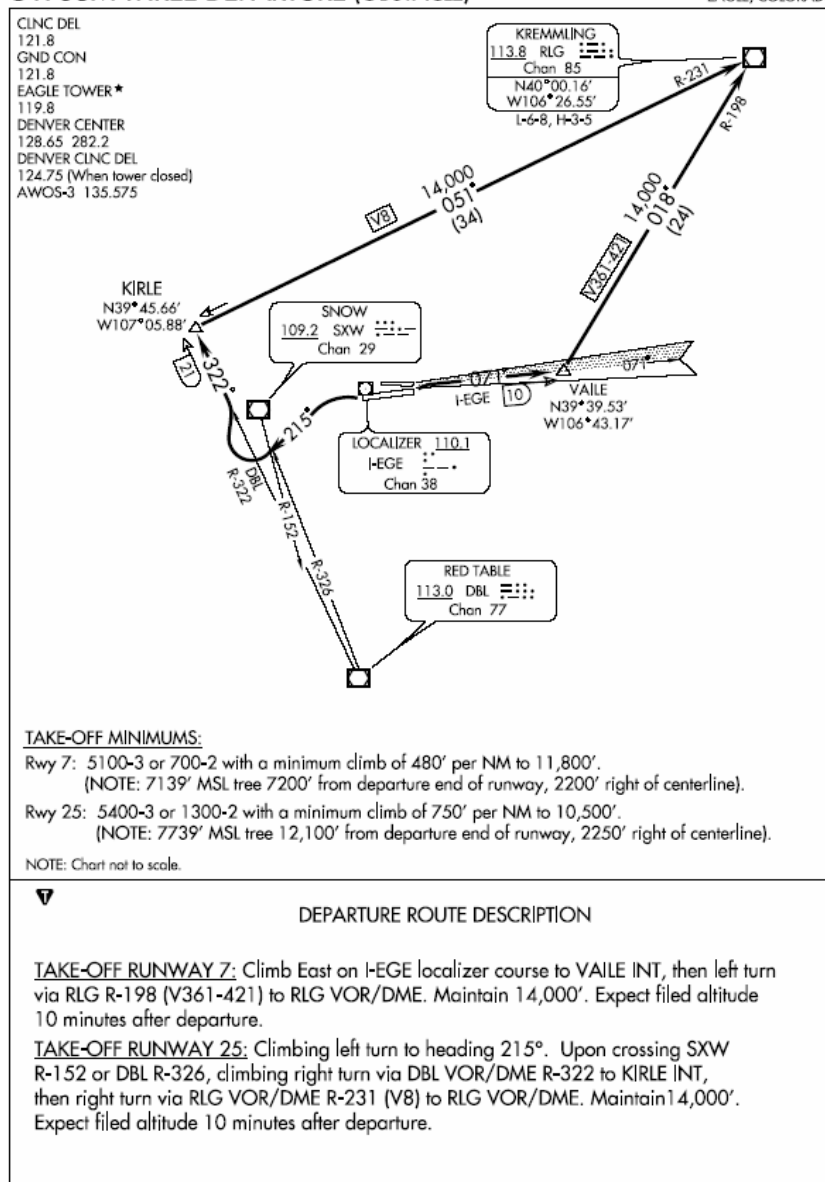 CLNC DEL
121.8
GND CON
121.8
EAGLE TOWER★
119.8
DENVER CENTER
128.65 282.2
DENVER CLNC DEL
124.75 (When tower closed)
AWOS-3 135.575
KREMMLING
113.8 RLG
Chan 85
N40°00.16′
W106°26.55′
L-6-8, H-3-5
R-231
R-198
14,000
051°
(34)
V8
14,000
018°
(24)
V361-421
KIRLE
N39°45.66′
W107°05.88′
SNOW
109.2 SXW
Chan 29
21
322°
215°
071°
071°
I-EGE
10
VAILE
N39°39.53′
W106°43.17′
LOCALIZER 110.1
I-EGE
Chan 38
DBL
R-322
R-152
R-326
RED TABLE
113.0 DBL
Chan 77
TAKE-OFF MINIMUMS:
Rwy 7: 5100-3 or 700-2 with a minimum climb of 480′ per NM to 11,800′.
(NOTE: 7139′ MSL tree 7200′ from departure end of runway, 2200′ right of centerline).
Rwy 25: 5400-3 or 1300-2 with a minimum climb of 750′ per NM to 10,500′.
(NOTE: 7739′ MSL tree 12,100′ from departure end of runway, 2250′ right of centerline).
NOTE: Chart not to scale.
T
DEPARTURE ROUTE DESCRIPTION
TAKE-OFF RUNWAY 7: Climb East on I-EGE localizer course to VAILE INT, then left turn
via RLG R-198 (V361-421) to RLG VOR/DME. Maintain 14,000′. Expect filed altitude
10 minutes after departure.
TAKE-OFF RUNWAY 25: Climbing left turn to heading 215°. Upon crossing SXW
R-152 or DBL R-326, climbing right turn via DBL VOR/DME R-322 to KIRLE INT,
then right turn via RLG VOR/DME R-231 (V8) to RLG VOR/DME. Maintain14,000′.
Expect filed altitude 10 minutes after departure.